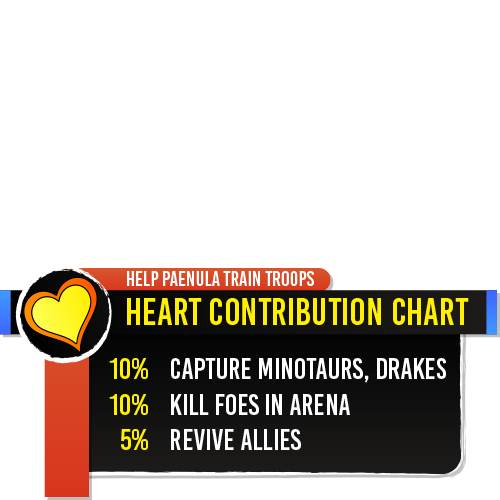 HELP PAENULA TRAIN TROOPS
HEART CONTRIBUTION CHART
10% CAPTURE MINOTAURS, DRAKES
10% KILL FOES IN ARENA
5% REVIVE ALLIES